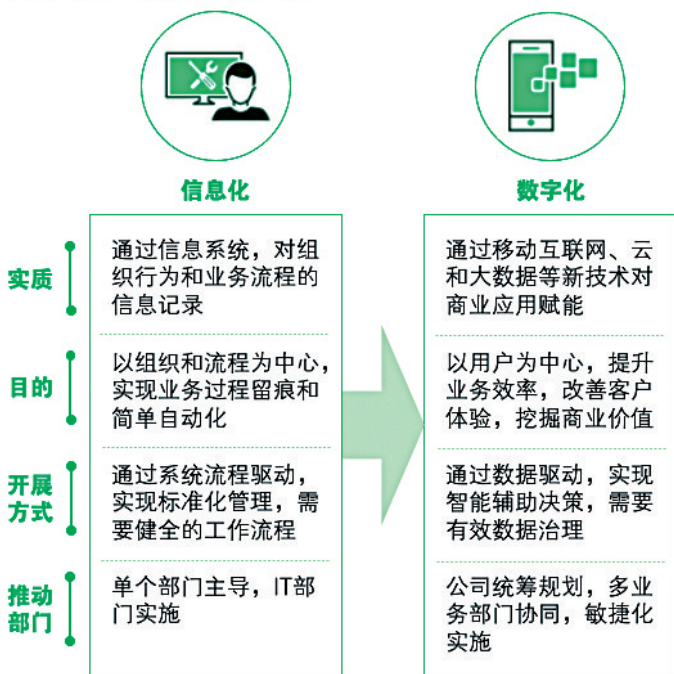 信息化
数字化
实质
通过信息系统，对组
织行为和业务流程的
信息记录
通过移动互联网、云
和大数据等新技术对
商业应用赋能
目的
以组织和流程为中心，
实现业务过程留痕和
简单自动化
以用户为中心，提升
业务效率，改善客户
体验，挖掘商业价值
开展
方式
通过系统流程驱动，
实现标准化管理，需
要健全的工作流程
通过数据驱动，实现
智能辅助决策，需要
有效数据治理
推动
部门
单个部门主导，IT部
门实施
公司统筹规划，多业
务部门协同，敏捷化
实施